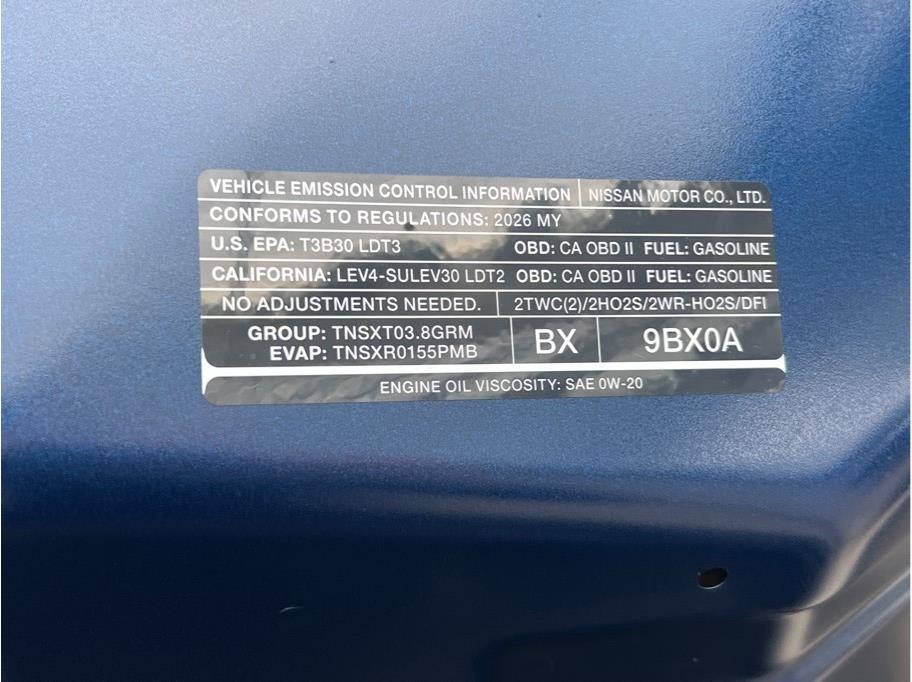 VEHICLE EMISSION CONTROL INFORMATION NISSAN MOTOR CO., LTD.
CONFORMS TO REGULATIONS: 2026 MY
U.S. EPA: T3B30 LDT3 OBD: CA OBD II FUEL: GASOLINE
CALIFORNIA: LEV4-SULEV30 LDT2 OBD: CA OBD II FUEL: GASOLINE
NO ADJUSTMENTS NEEDED. 2TWC(2)/2HO2S/2WR-HO2S/DFI
GROUP: TNSXT03.8GRM
EVAP: TNSXR0155PMB
BX 9BX0A
ENGINE OIL VISCOSITY: SAE 0W-20